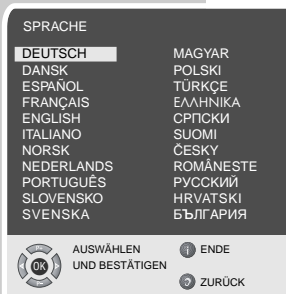 SPRACHE
DEUTSCH
DANSK
ESPAÑOL
FRANÇAIS
ENGLISH
ITALIANO
NORSK
NEDERLANDS
PORTUGUÊS
SLOVENSKO
SVENSKA
MAGYAR
POLSKI
TÜRKÇE
ΕΛΛΗΝΙΚΑ
СРПСКИ
SUOMI
ČESKY
ROMÂNESTE
РУССКИЙ
HRVATSKI
БЪЛГАРИЯ
OK
AUSWÄHLEN
UND BESTÄTIGEN
i ENDE
ZURÜCK